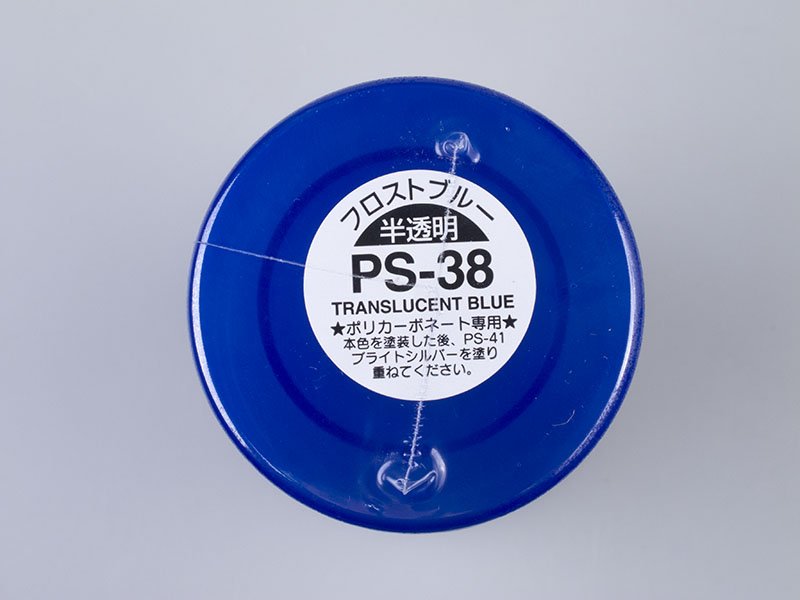 フロストブルー
半透明
PS-38
TRANSLUCENT BLUE
★ポリカーボネート専用★
本色を塗装した後、PS-41
ブライトシルバーを塗り
重ねてください。